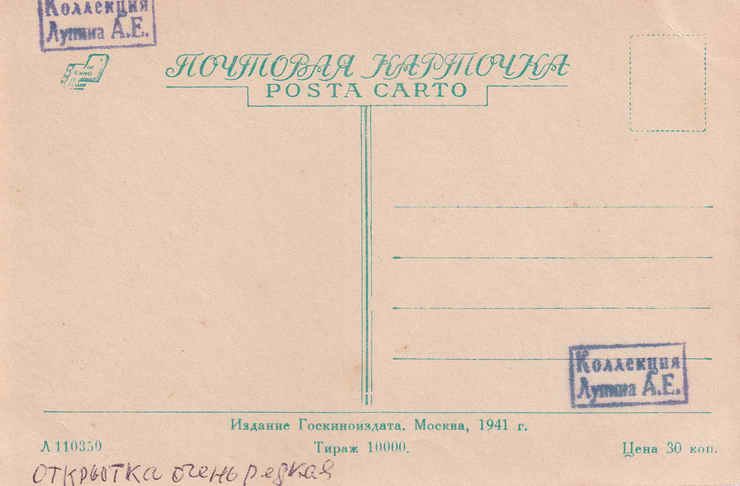 Коллекция
Лупина А.Е.
ПОЧТОВАЯ КАРТОЧКА
POSTA CARTO
Коллекция
Лупина А.Е.
Издание Госкиноиздата. Москва, 1941 г.
Л110350 Тираж 10000. Цена 30 коп.
открытка очень редкая